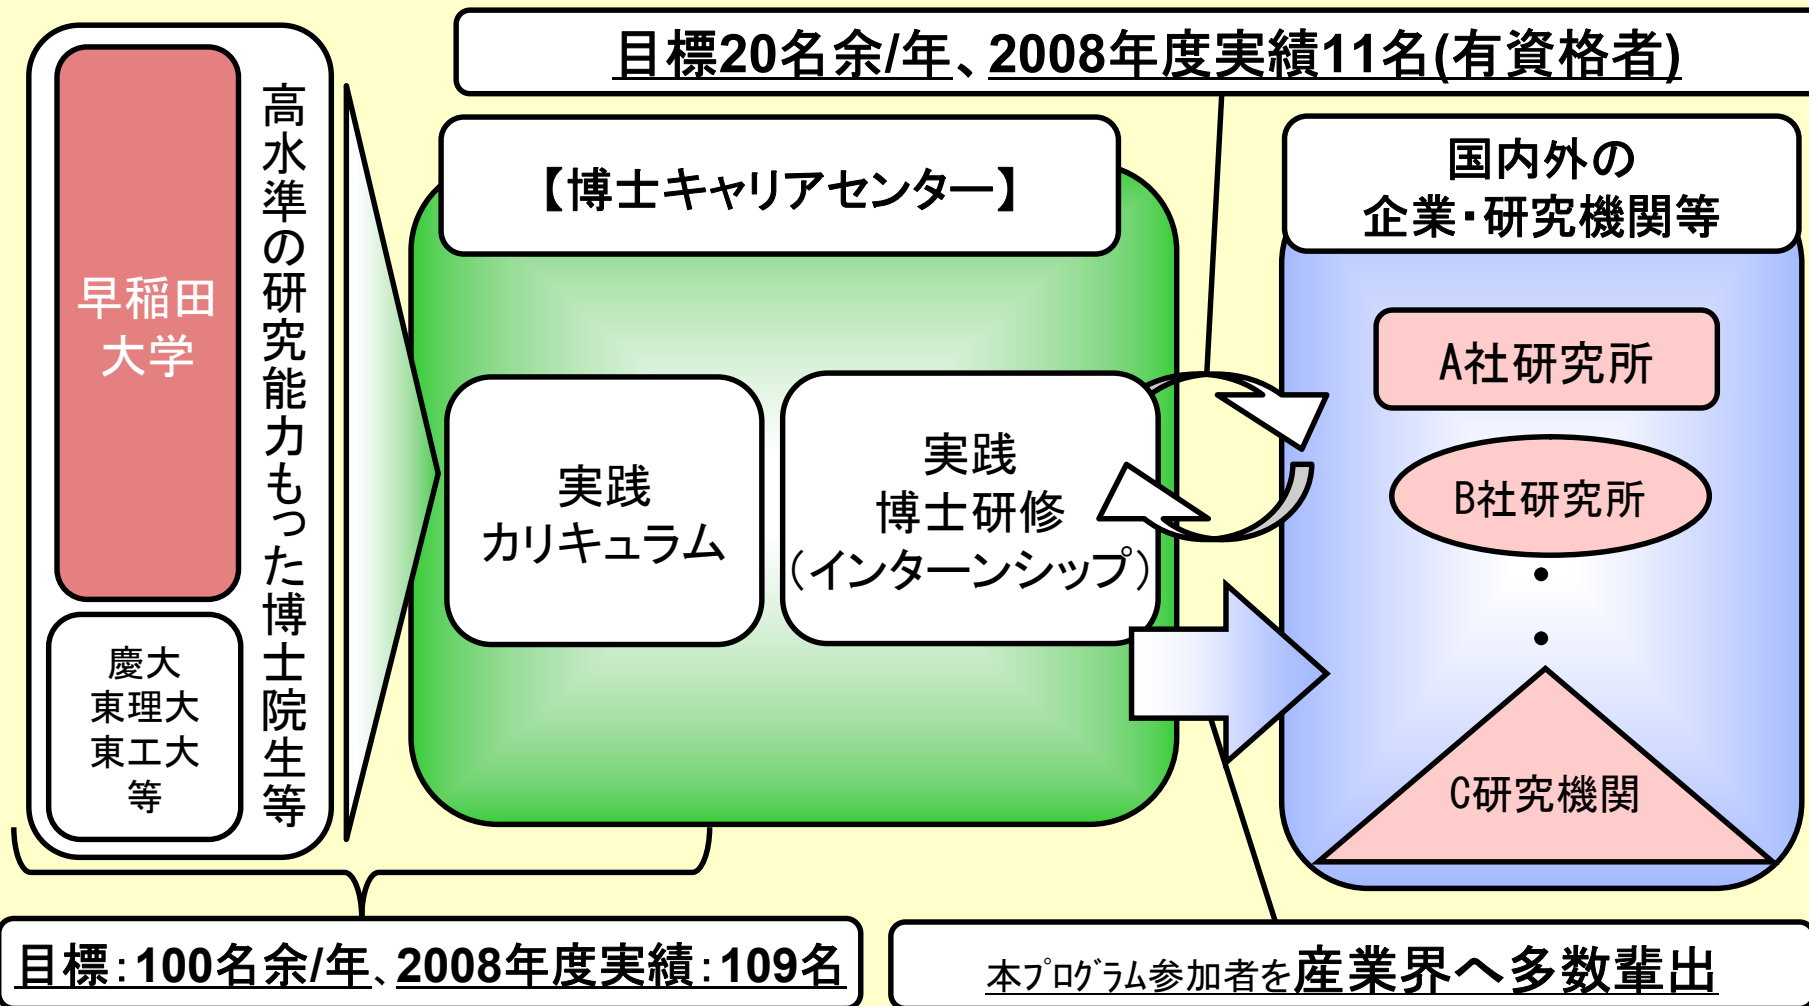 目標20名余/年、2008年度実績11名(有資格者)
早稲田
大学
慶大
東理大
東工大
等
高水準の研究能力もった博士院生等
【博士キャリアセンター】
実践
カリキュラム
実践
博士研修
（インターンシップ）
国内外の
企業・研究機関等
A社研究所
B社研究所
・
・
C研究機関
目標：100名余/年、2008年度実績：109名
本プログラム参加者を産業界へ多数輩出